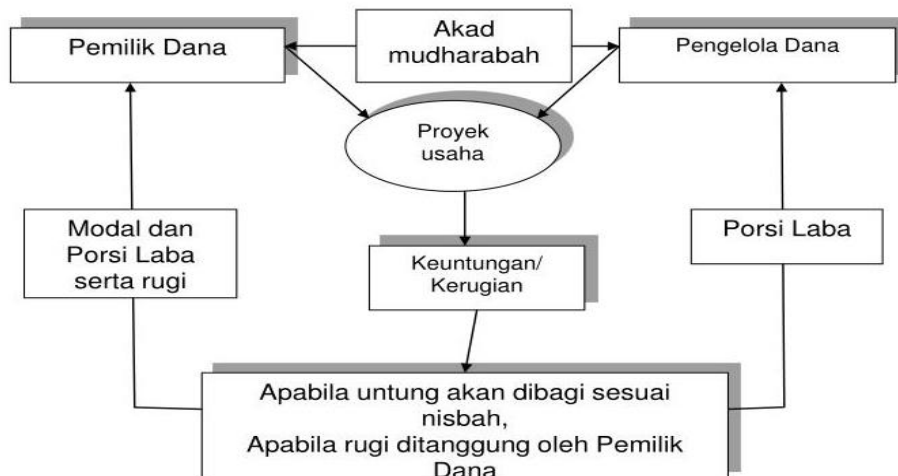 Pemilik Dana
Akad
mudharabah
Pengelola Dana
Proyek
usaha
Modal dan
Porsi Laba
serta rugi
Keuntungan/
Kerugian
Porsi Laba
Apabila untung akan dibagi sesuai
nisbah,
Apabila rugi ditanggung oleh Pemilik
Dana